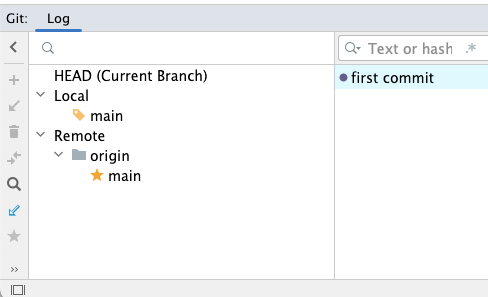 Git: Log
Text or hash .*
HEAD (Current Branch)
first commit
Local
main
Remote
origin
main